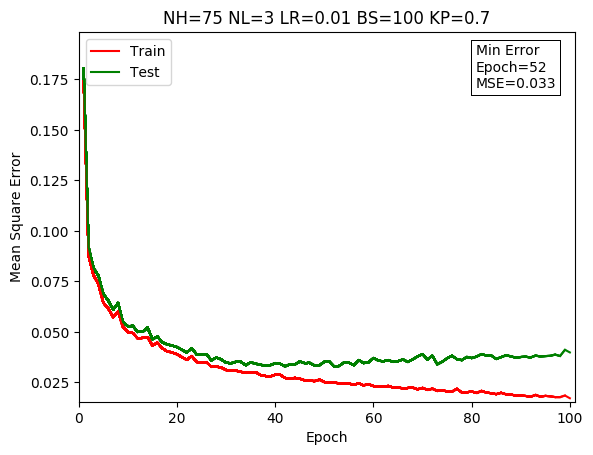 NH=75 NL=3 LR=0.01 BS=100 KP=0.7
Train
Test
Min Error
Epoch=52
MSE=0.033
Mean Square Error
0.175
0.150
0.125
0.100
0.075
0.050
0.025
0 20 40 60 80 100
Epoch